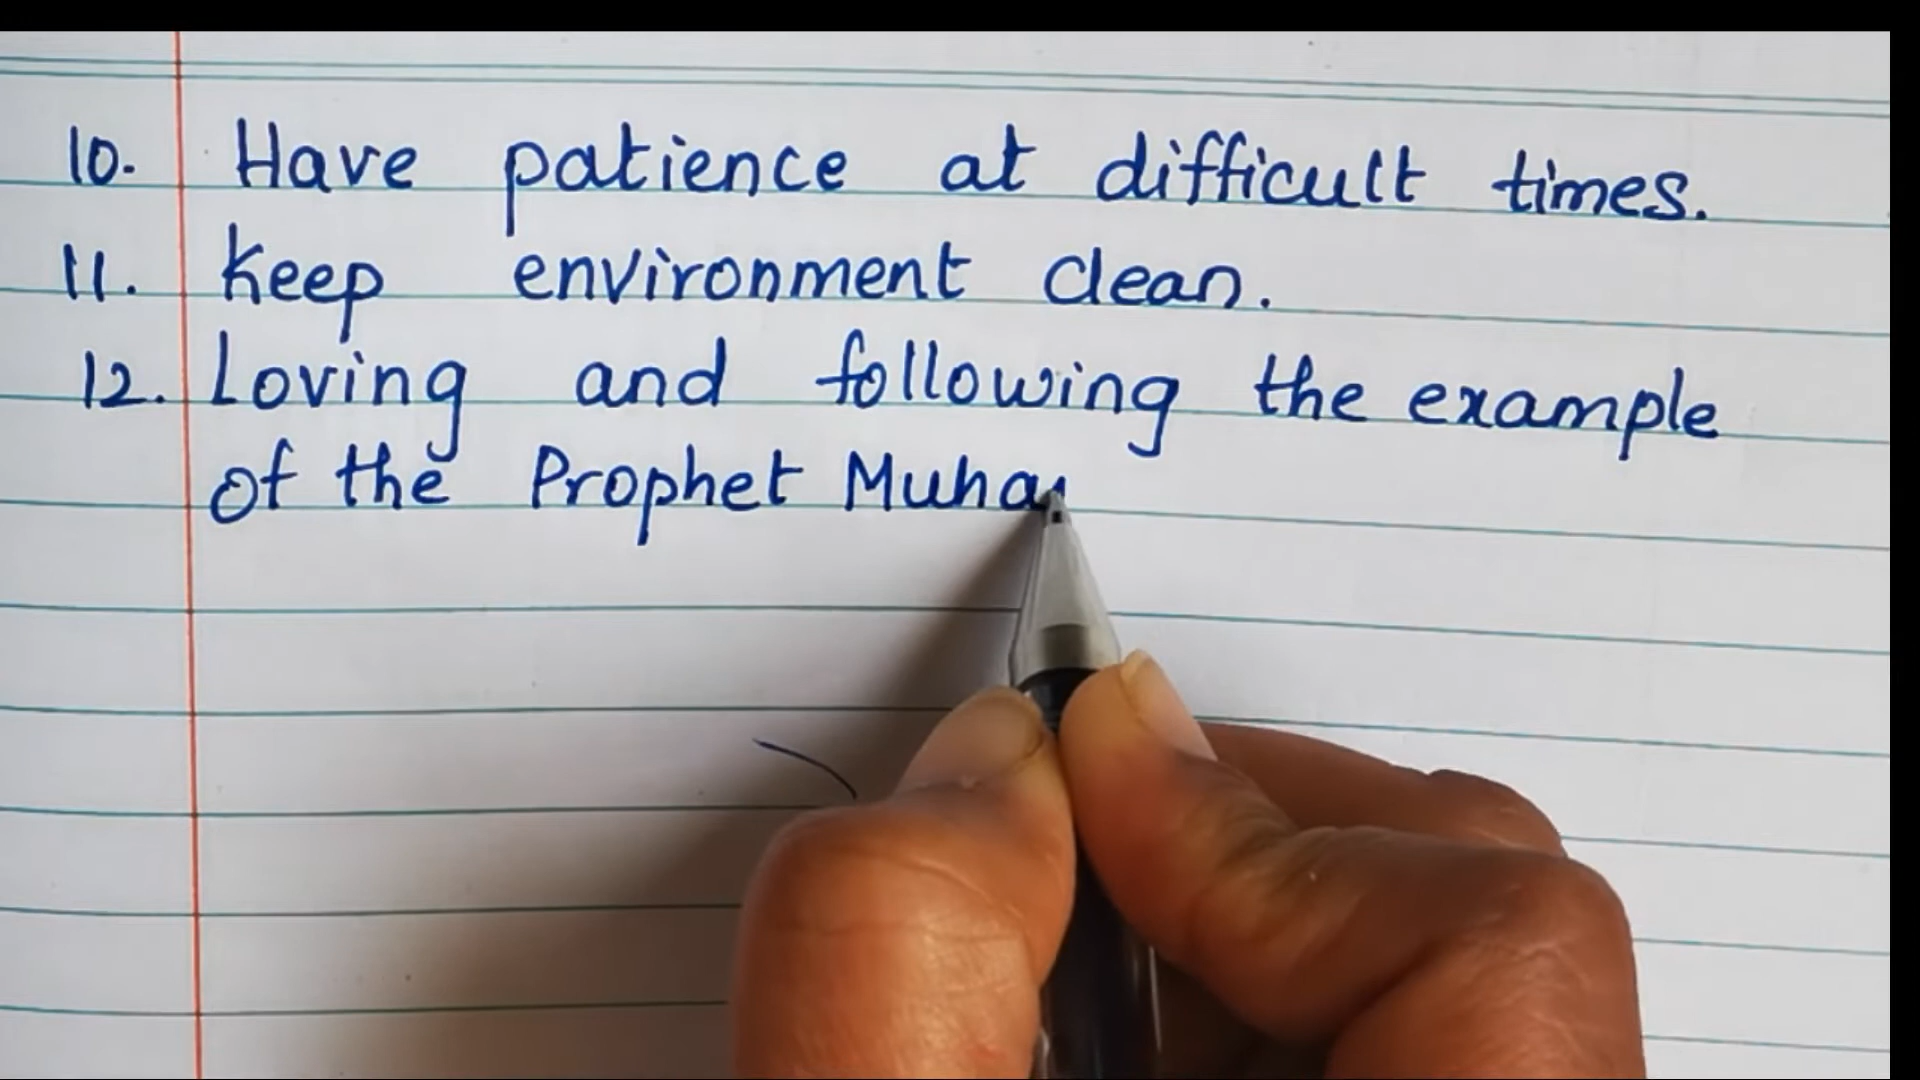 10. Have patience at difficult times.
11. Keep environment clean.
12. Loving and following the example
of the Prophet Muha